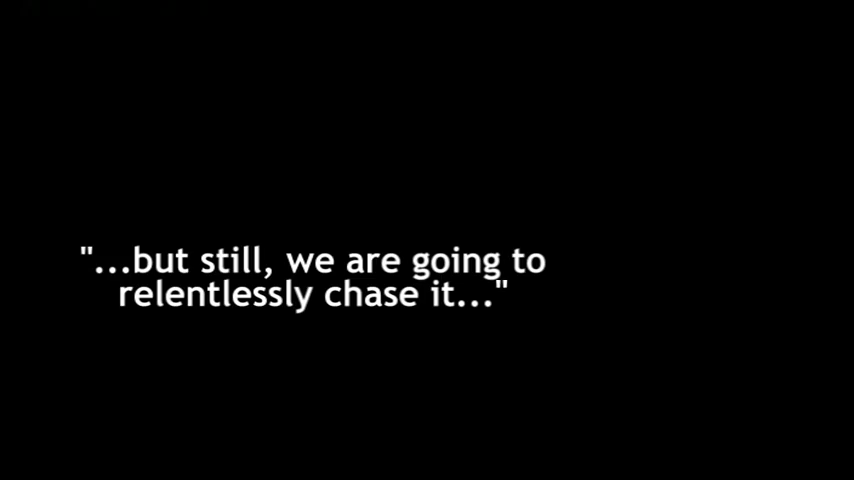 "...but still, we are going to
relentlessly chase it..."